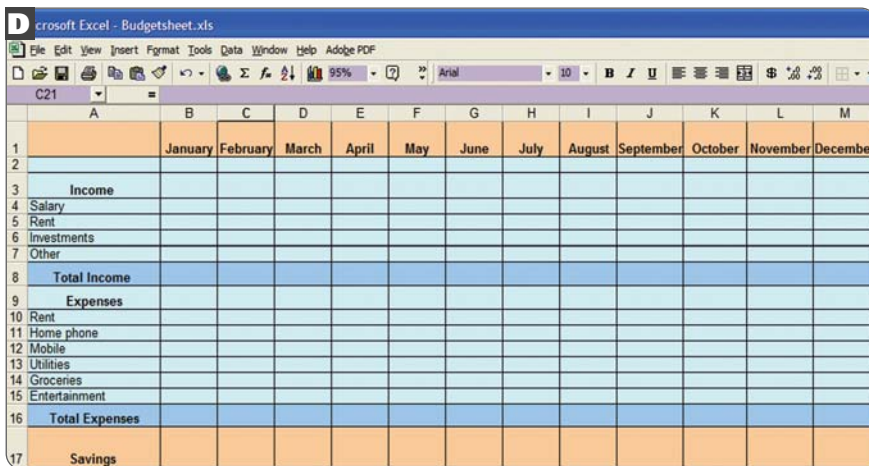 D
crosoft Excel - Budgetsheet.xls
File Edit View Insert Format Tools Data Window Help Adobe PDF
95% Arial 10 B I U $ .00 .00
C21 =
A B C D E F G H I J K L M
1 January February March April May June July August September October November Decembe
2
3 Income
4 Salary
5 Rent
6 Investments
7 Other
8 Total Income
9 Expenses
10 Rent
11 Home phone
12 Mobile
13 Utilities
14 Groceries
15 Entertainment
16 Total Expenses
17 Savings